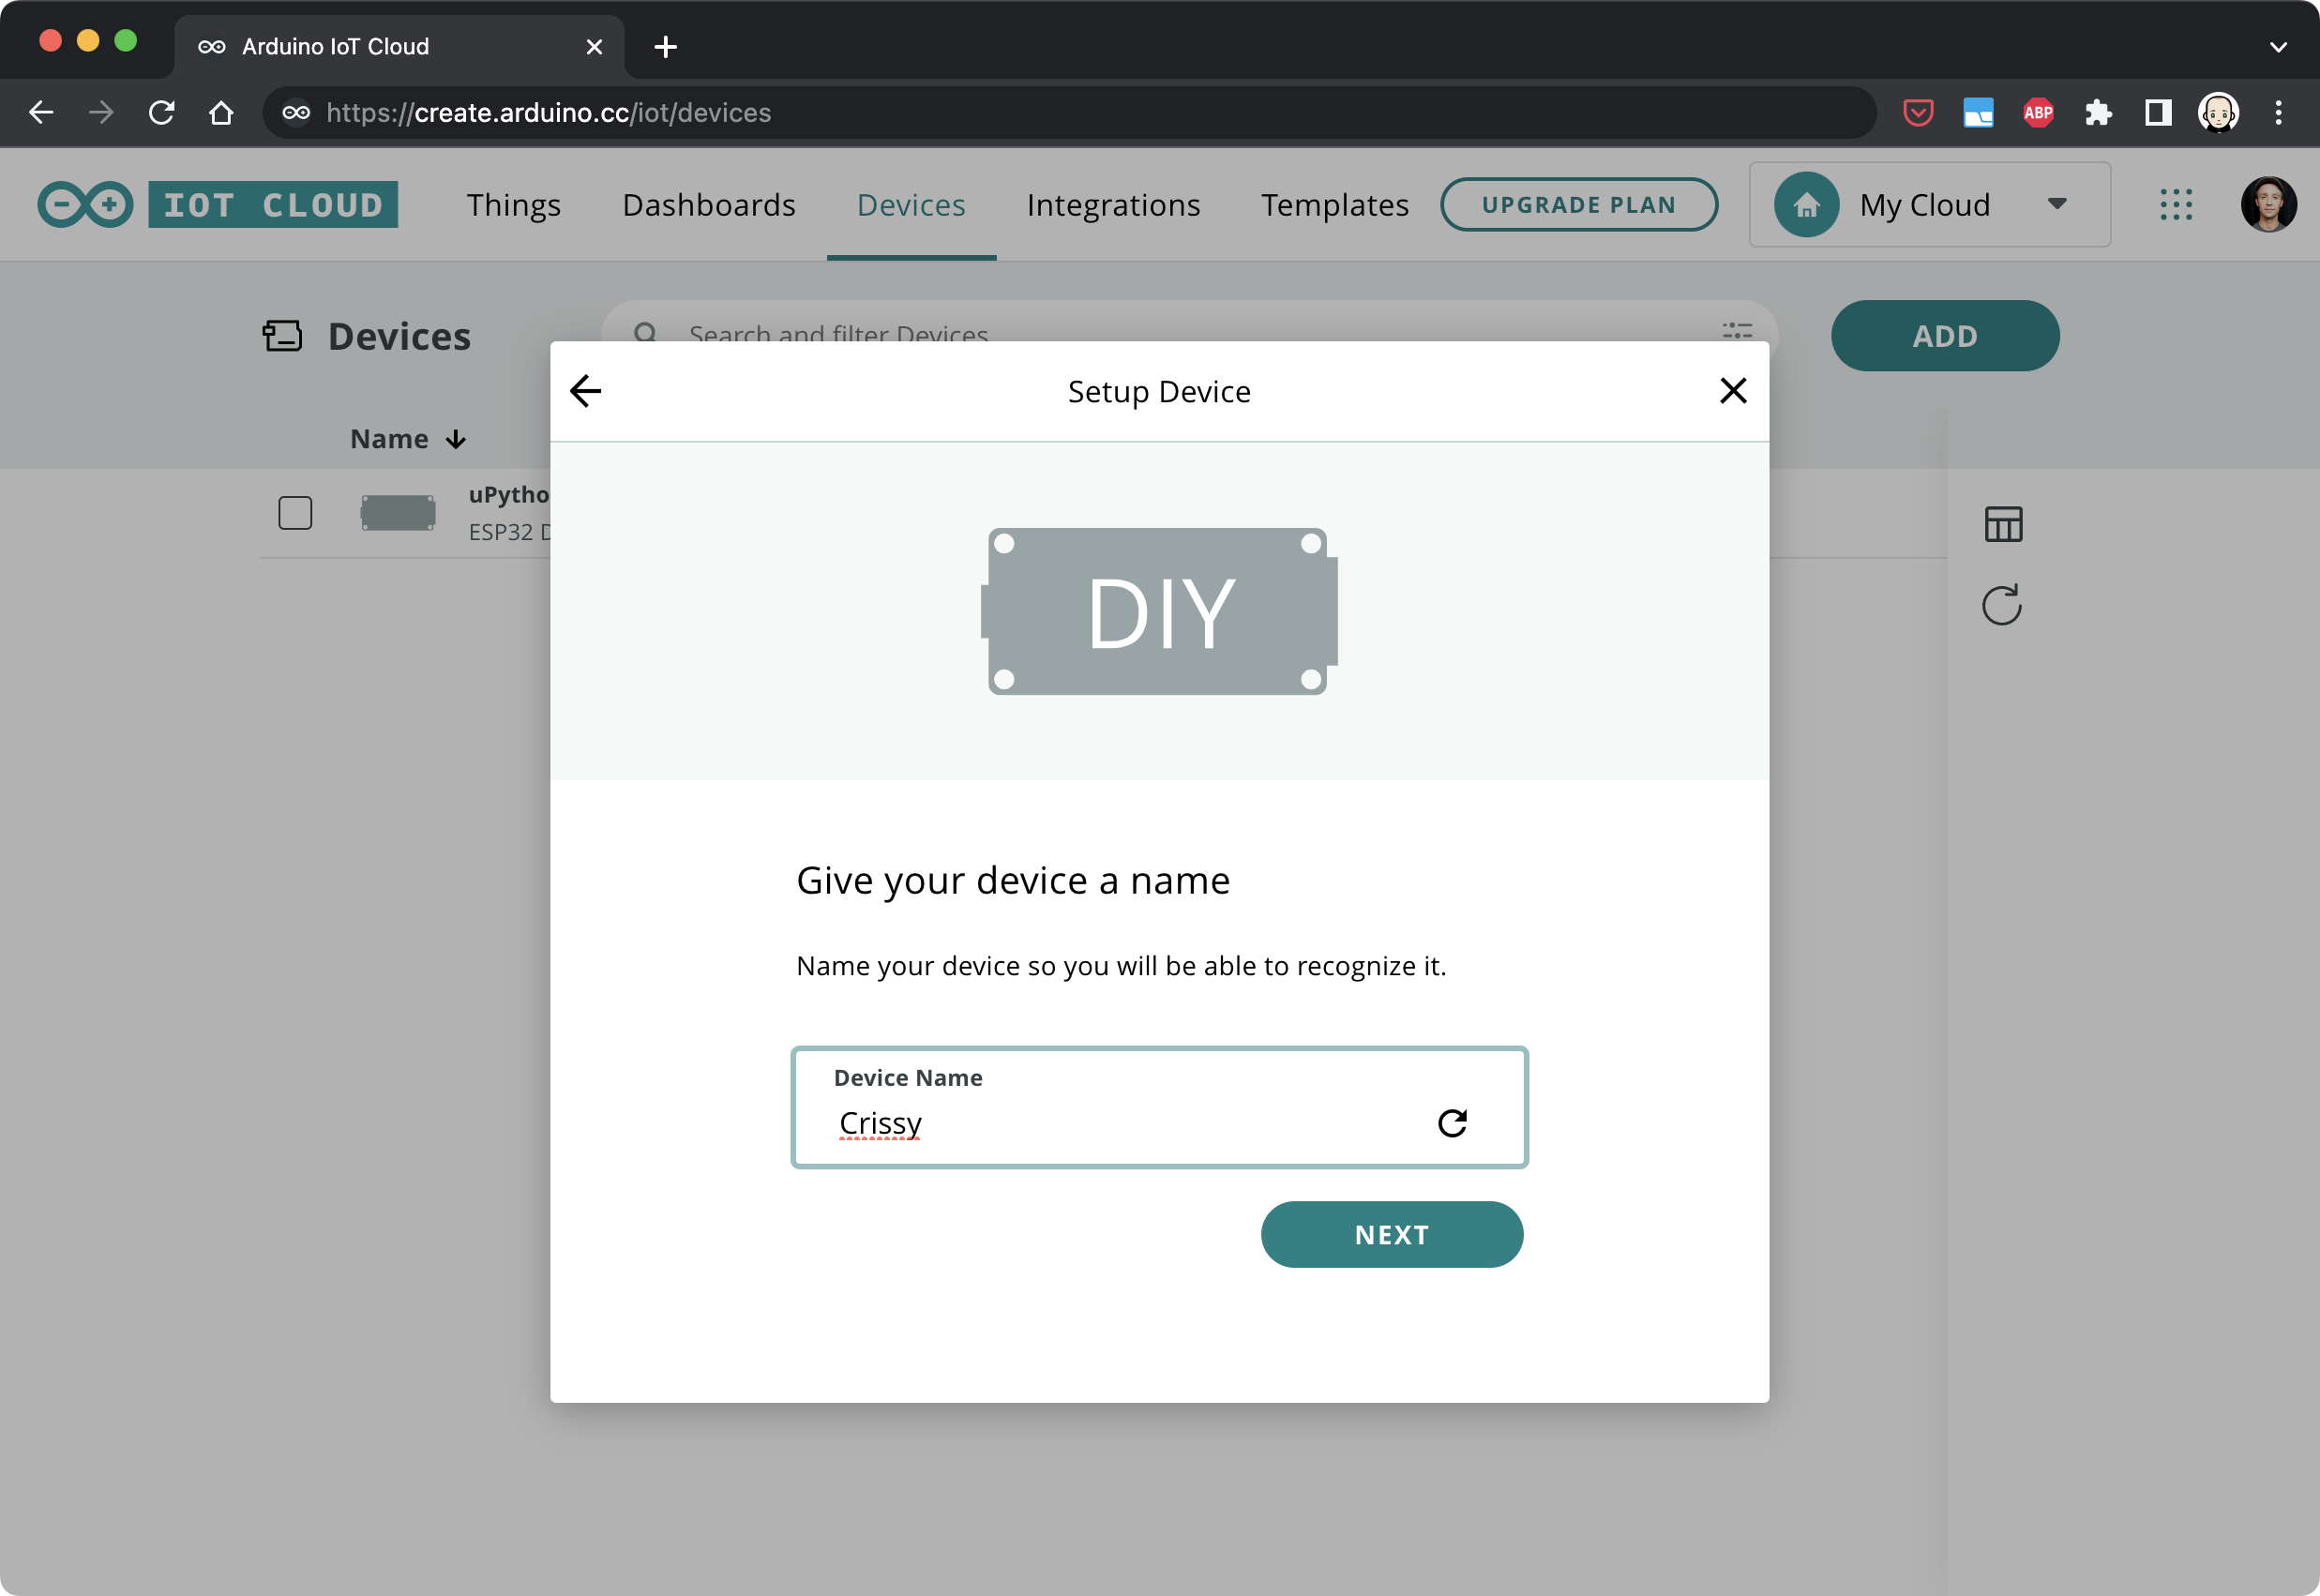 Arduino IoT Cloud
https://create.arduino.cc/iot/devices
ABP
IOT CLOUD
Things
Dashboards
Devices
Integrations
Templates
UPGRADE PLAN
My Cloud
Devices
Search and filter Devices
ADD
Setup Device
Name
uPytho
ESP32 D
DIY
Give your device a name
Name your device so you will be able to recognize it.
Device Name
Crissy
NEXT